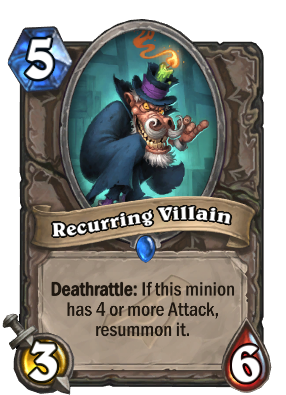 5
Recurring Villain
Deathrattle: If this minion
has 4 or more Attack,
resummon it.
3
6